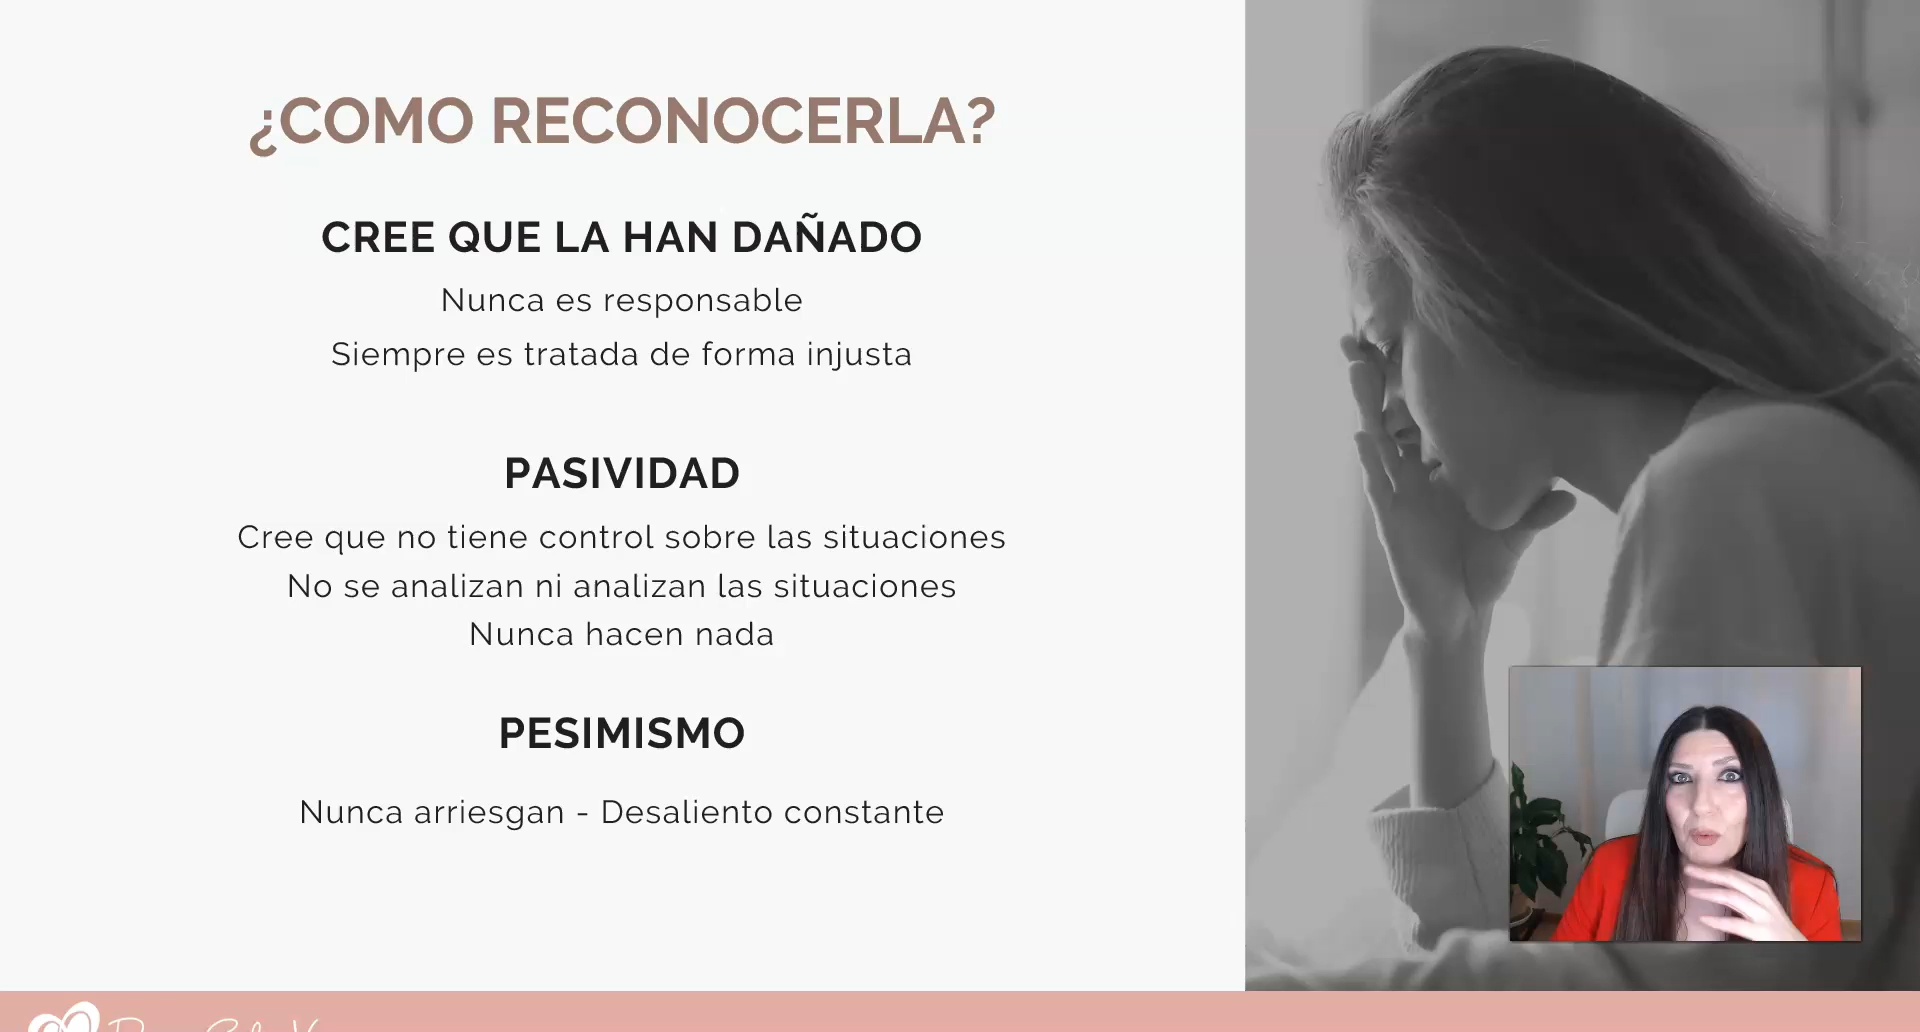 ¿COMO RECONOCERLA?
CREE QUE LA HAN DAÑADO
Nunca es responsable
Siempre es tratada de forma injusta
PASIVIDAD
Cree que no tiene control sobre las situaciones
No se analizan ni analizan las situaciones
Nunca hacen nada
PESIMISMO
Nunca arriesgan - Desaliento constante